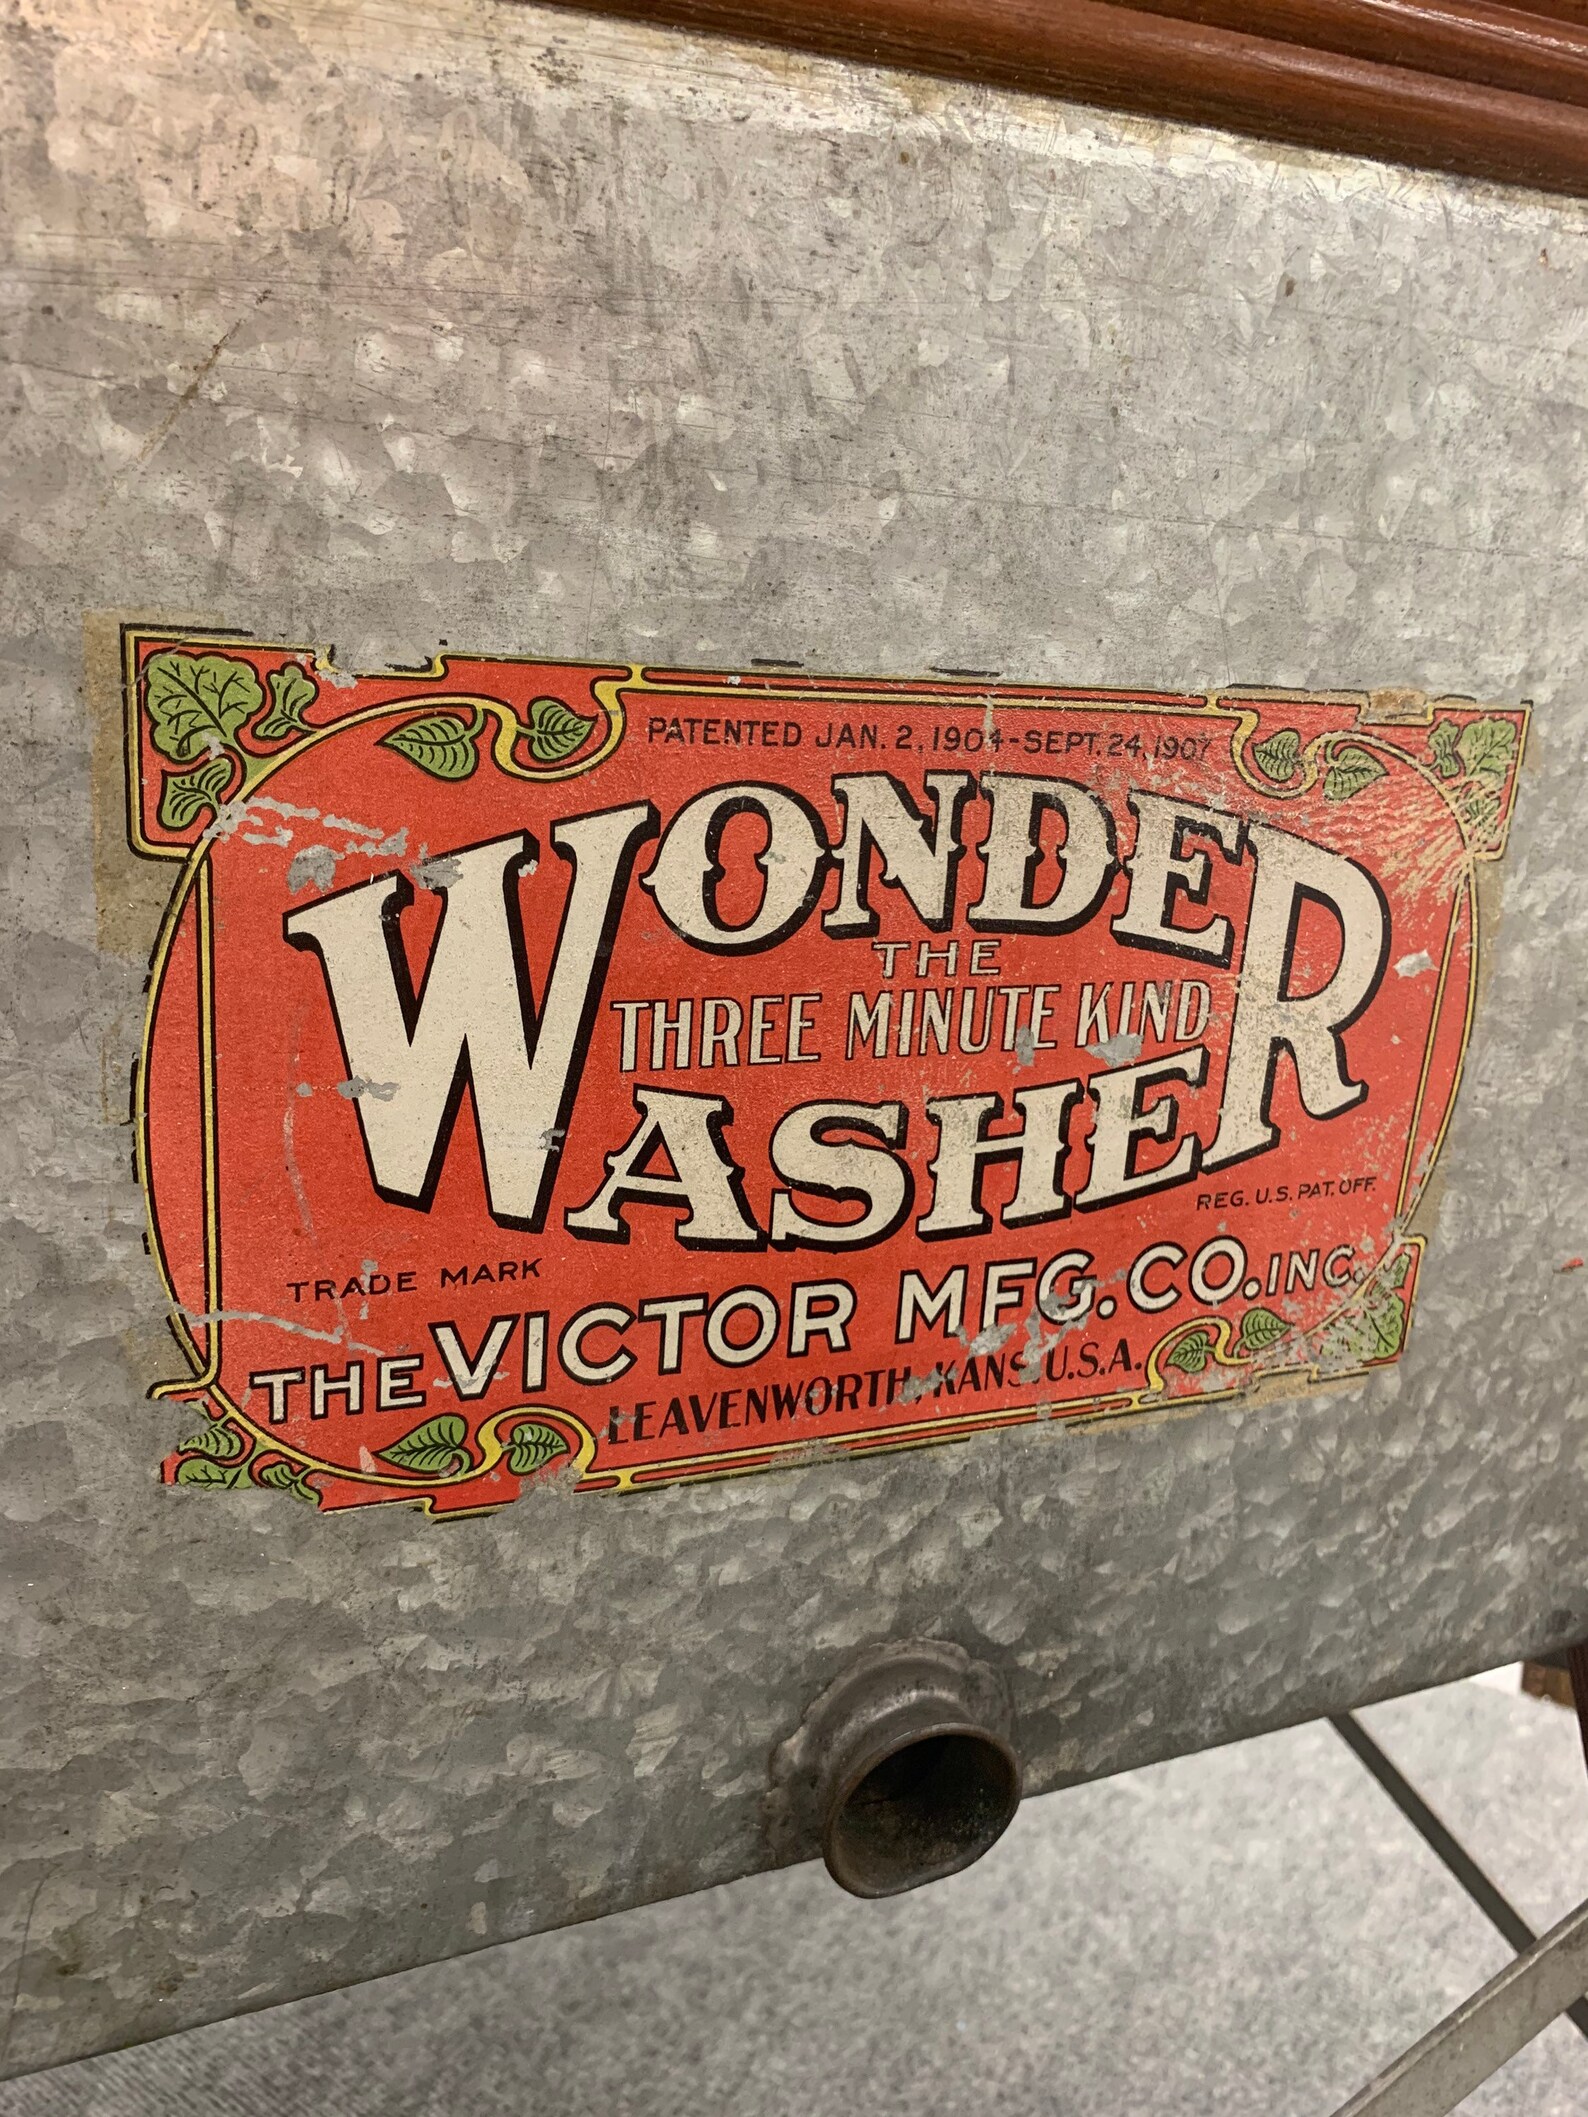 PATENTED JAN. 2, 1904-SEPT. 24, 1907
WONDER
THE
THREE MINUTE KIND
WASHER
REG. U.S. PAT. OFF.
TRADE MARK
THE VICTOR MFG. CO. INC.
LEAVENWORTH, KANS. U.S.A.